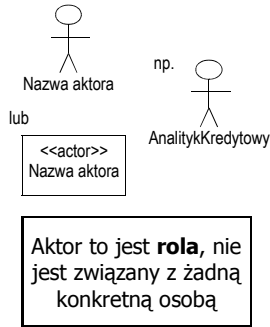 Nazwa aktora
np.
AnalitykKredytowy
lub
<<actor>>
Nazwa aktora
Aktor to jest rola, nie
jest związany z żadną
konkretną osobą